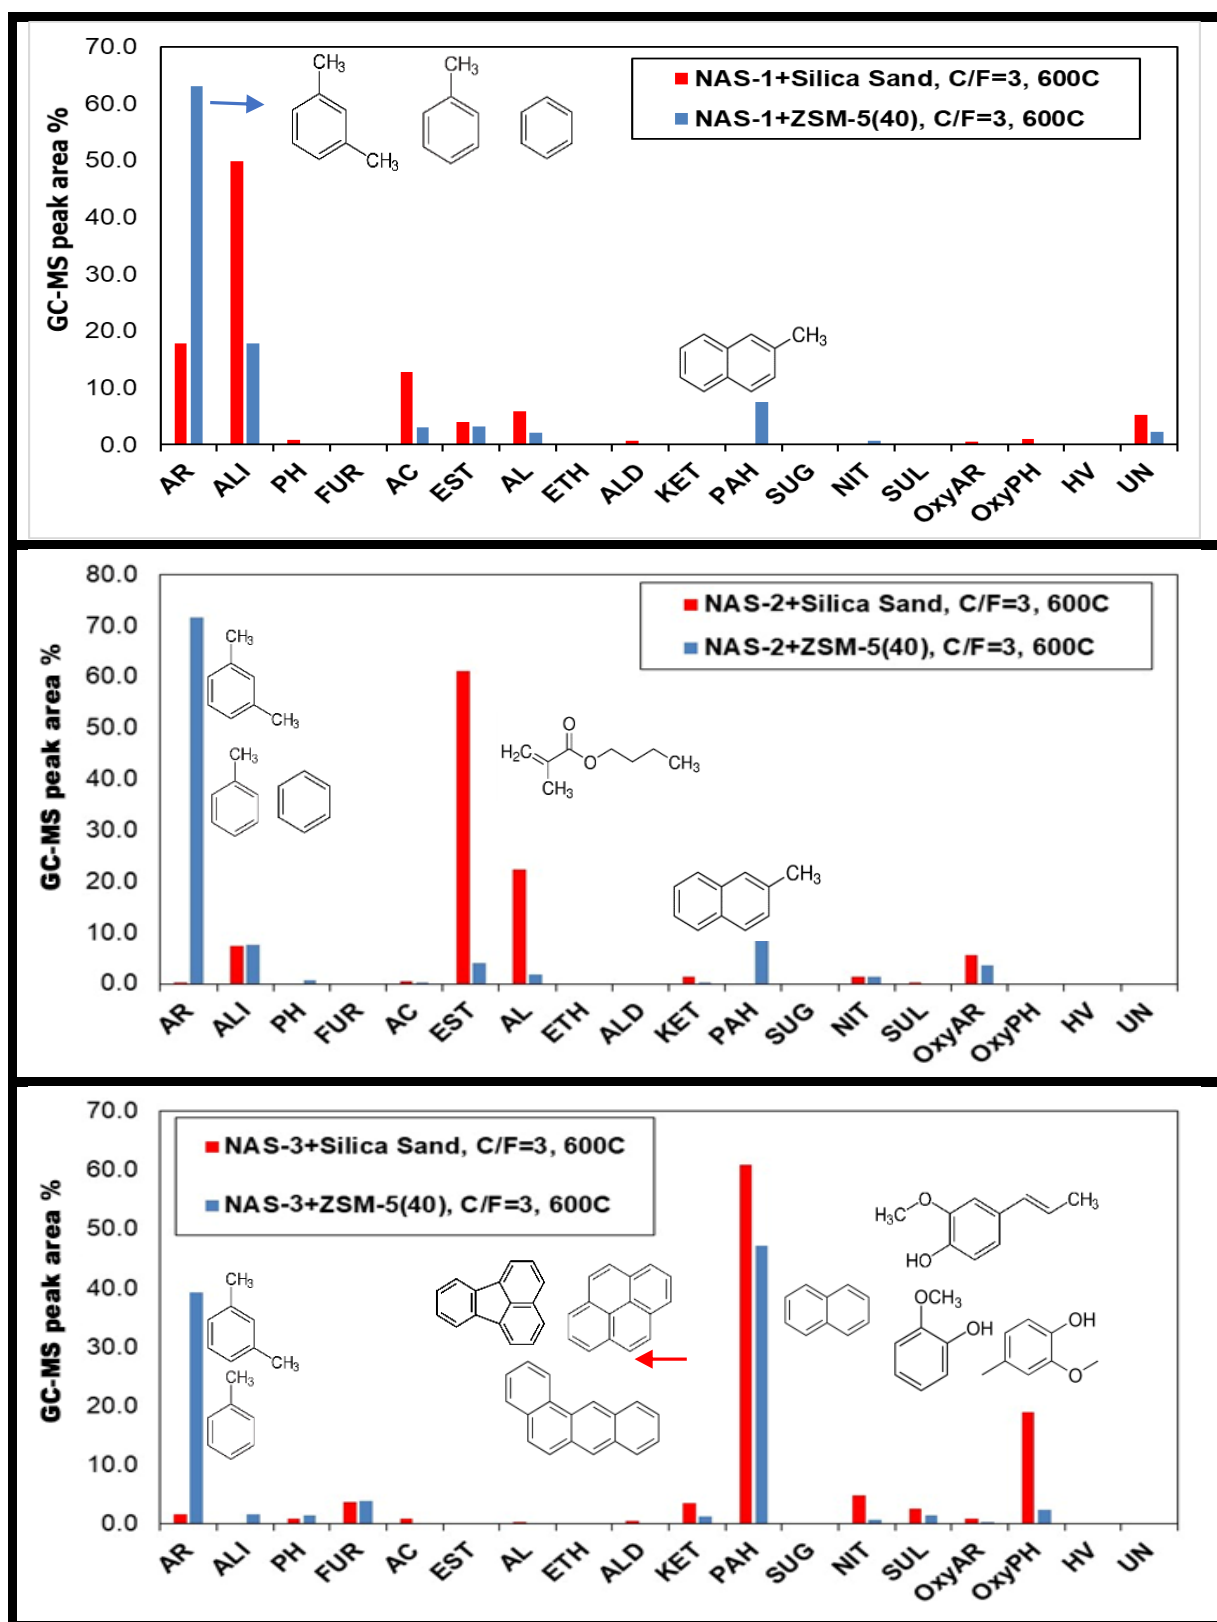 70.0
60.0
50.0
40.0
30.0
20.0
10.0
0.0
GC-MS peak area %
NAS-1+Silica Sand, C/F=3, 600C
NAS-1+ZSM-5(40), C/F=3, 600C
CH₃
CH₃
CH₃
CH₃
AR ALI PH FUR AC EST AL ETH ALD KET PAH SUG NIT SUL OxyAR OxyPH HV UN
80.0
70.0
60.0
50.0
40.0
30.0
20.0
10.0
0.0
GC-MS peak area %
NAS-2+Silica Sand, C/F=3, 600C
NAS-2+ZSM-5(40), C/F=3, 600C
CH₃
CH₃
CH₃
O
H₂C
O
CH₃
CH₃
CH₃
AR ALI PH FUR AC EST AL ETH ALD KET PAH SUG NIT SUL OxyAR OxyPH HV UN
70.0
60.0
50.0
40.0
30.0
20.0
10.0
0.0
GC-MS peak area %
NAS-3+Silica Sand, C/F=3, 600C
NAS-3+ZSM-5(40), C/F=3, 600C
CH₃
CH₃
CH₃
O
H₃C
CH₃
HO
OCH₃
OH
OH
O
AR ALI PH FUR AC EST AL ETH ALD KET PAH SUG NIT SUL OxyAR OxyPH HV UN